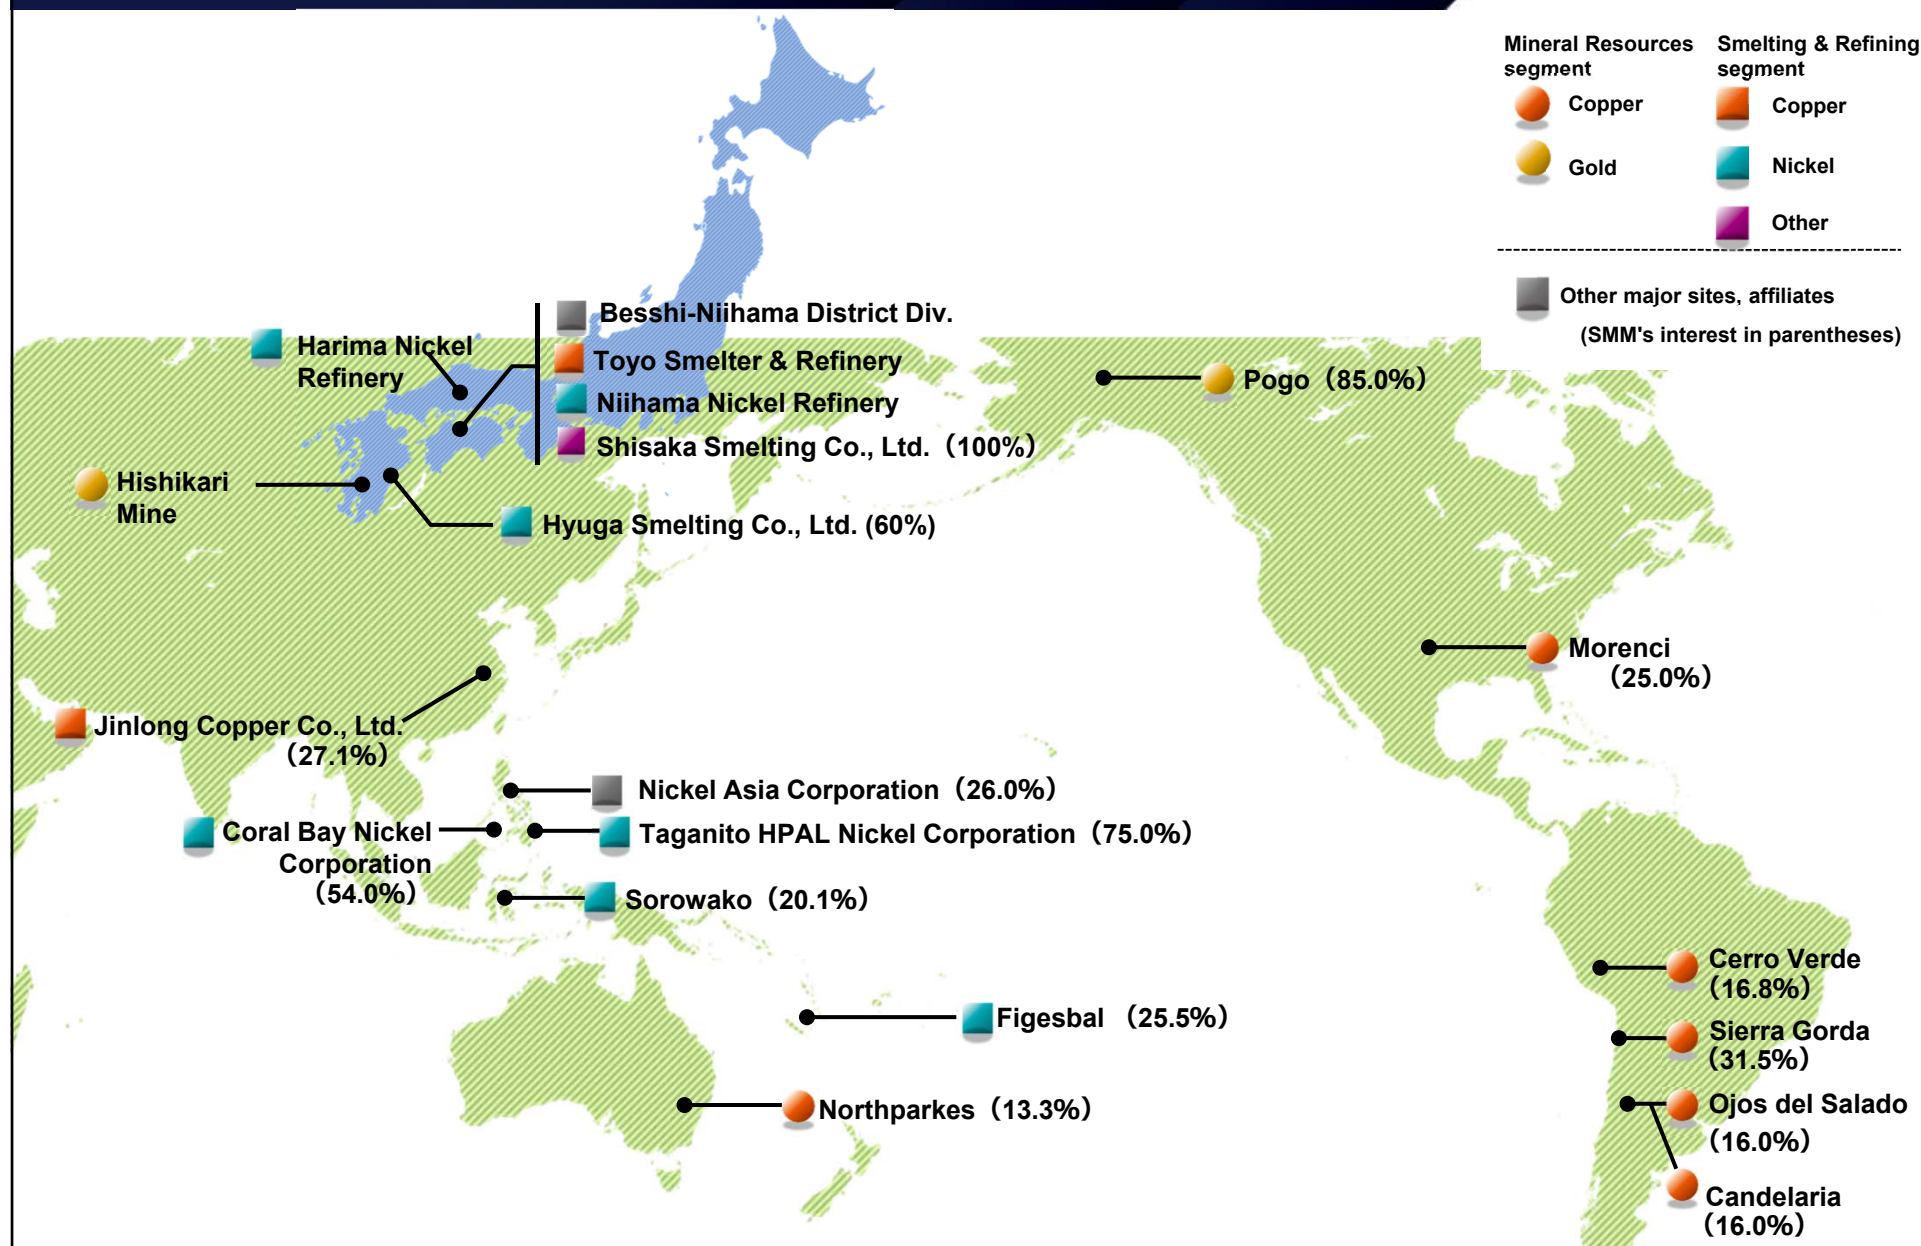 Mineral Resources
segment
Smelting & Refining
segment
Copper
Copper
Gold
Nickel
Other
Other major sites, affiliates
(SMM's interest in parentheses)
Besshi-Niihama District Div.
Harima Nickel
Refinery
Toyo Smelter & Refinery
Niihama Nickel Refinery
Shisaka Smelting Co., Ltd.（100%）
Pogo（85.0%）
Hishikari
Mine
Hyuga Smelting Co., Ltd. (60%)
Morenci
（25.0%）
Jinlong Copper Co., Ltd.
（27.1%）
Nickel Asia Corporation（26.0%）
Coral Bay Nickel
Corporation
（54.0%）
Taganito HPAL Nickel Corporation（75.0%）
Sorowako（20.1%）
Cerro Verde
（16.8%）
Figesbal （25.5%）
Sierra Gorda
（31.5%）
Northparkes（13.3%）
Ojos del Salado
（16.0%）
Candelaria
（16.0%）